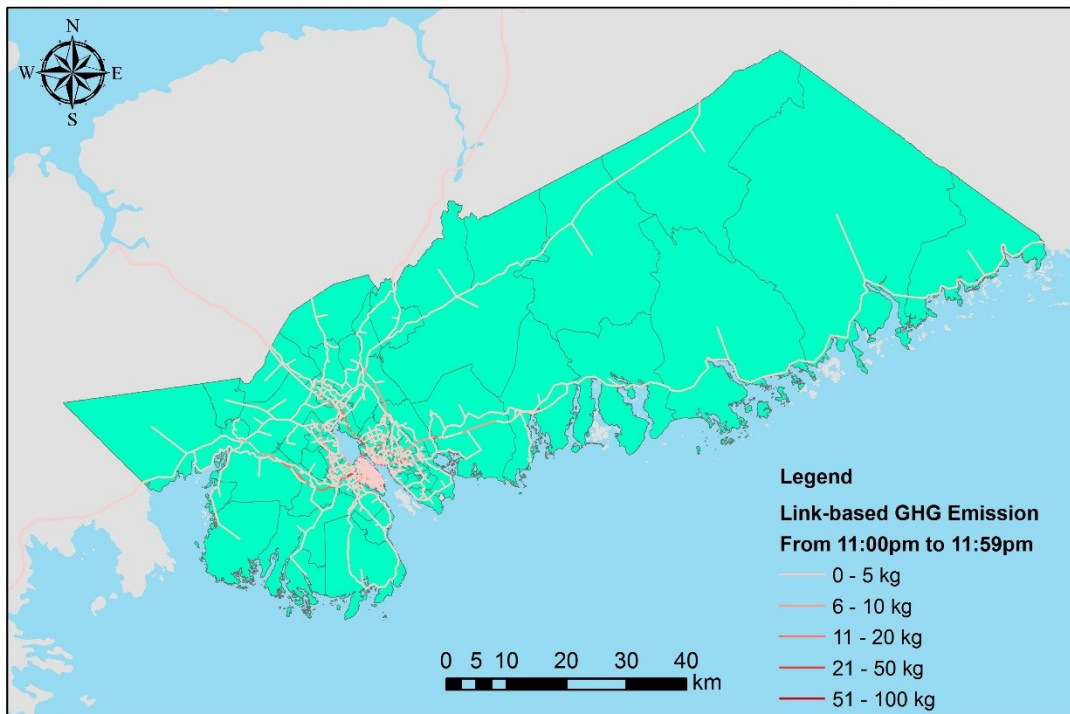 N
W E
S
Legend
Link-based GHG Emission
From 11:00pm to 11:59pm
0 - 5 kg
6 - 10 kg
11 - 20 kg
21 - 50 kg
51 - 100 kg
0 5 10 20 30 40
km